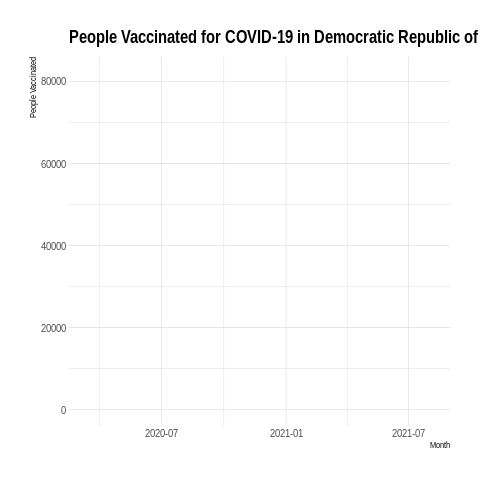 People Vaccinated for COVID-19 in Democratic Republic of
People Vaccinated
80000
60000
40000
20000
0
2020-07
2021-01
2021-07
Month